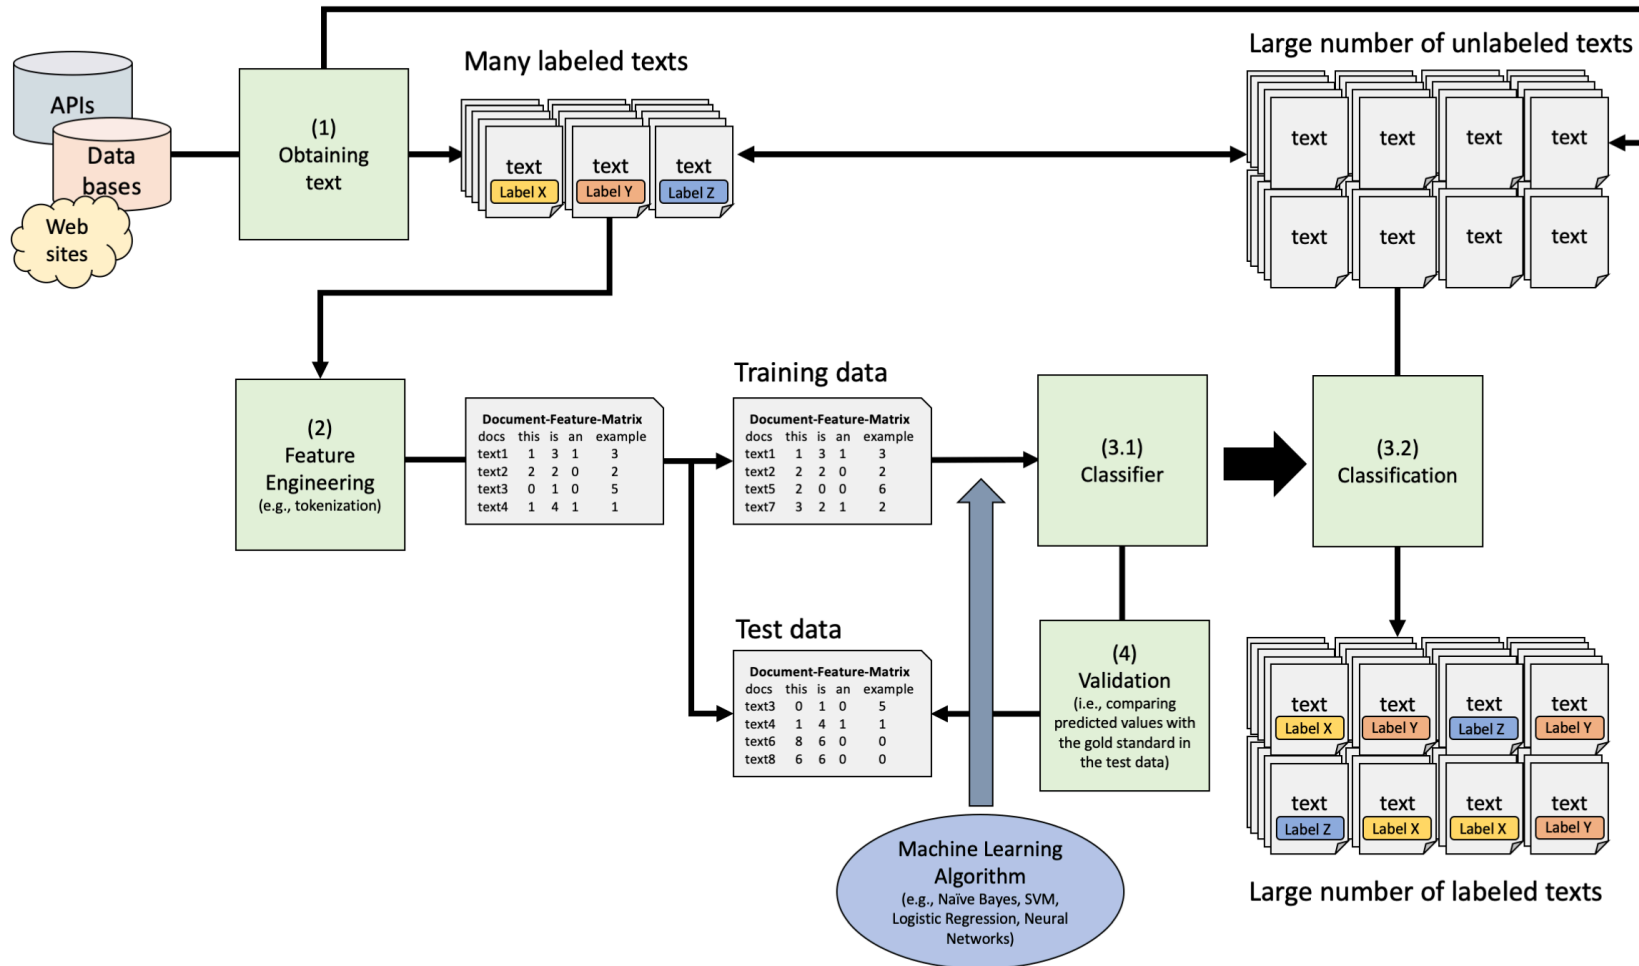 APIs
Data
bases
Web
sites
(1)
Obtaining
text
Many labeled texts
text
Label X
text
Label Y
text
Label Z
Large number of unlabeled texts
text
text
text
text
text
text
text
text
(2)
Feature
Engineering
(e.g., tokenization)
Document-Feature-Matrix
docs this is an example
text1 1 3 1 3
text2 2 2 0 2
text3 0 1 0 5
text4 1 4 1 1
Training data
Document-Feature-Matrix
docs this is an example
text1 1 3 1 3
text2 2 2 0 2
text5 2 0 0 6
text7 3 2 1 2
(3.1)
Classifier
(3.2)
Classification
Test data
Document-Feature-Matrix
docs this is an example
text3 0 1 0 5
text4 1 4 1 1
text6 8 6 0 0
text8 6 6 0 0
(4)
Validation
(i.e., comparing
predicted values with
the gold standard in
the test data)
Machine Learning
Algorithm
(e.g., Naïve Bayes, SVM,
Logistic Regression, Neural
Networks)
text
Label X
text
Label Y
text
Label Z
text
Label Y
text
Label Z
text
Label X
text
Label X
text
Label Y
Large number of labeled texts